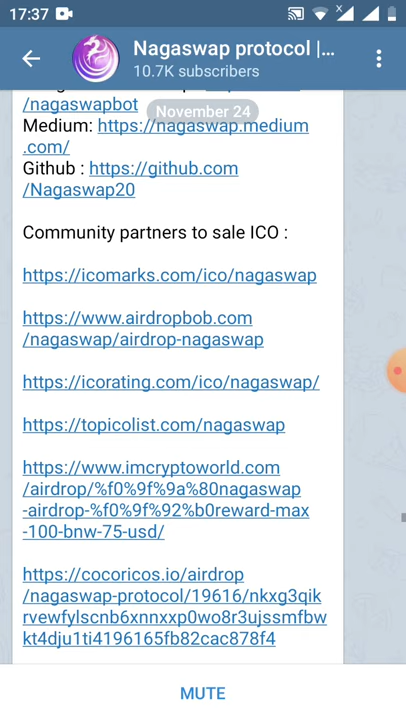 17:37
Nagaswap protocol |...
10.7K subscribers
/nagaswapbot
November 24
Medium: https://nagaswap.medium
.com/
Github : https://github.com
/Nagaswap20
Community partners to sale ICO :
https://icomarks.com/ico/nagaswap
https://www.airdropbob.com
/nagaswap/airdrop-nagaswap
https://icorating.com/ico/nagaswap/
https://topicolist.com/nagaswap
https://www.imcryptoworld.com
/airdrop/%f0%9f%9a%80nagaswap
-airdrop-%f0%9f%92%b0reward-max
-100-bnw-75-usd/
https://cocoricos.io/airdrop
/nagaswap-protocol/19616/nkxg3qik
rvewfylscnb6xnnxxp0wo8r3ujssmfbw
kt4dju1ti4196165fb82cac878f4
MUTE